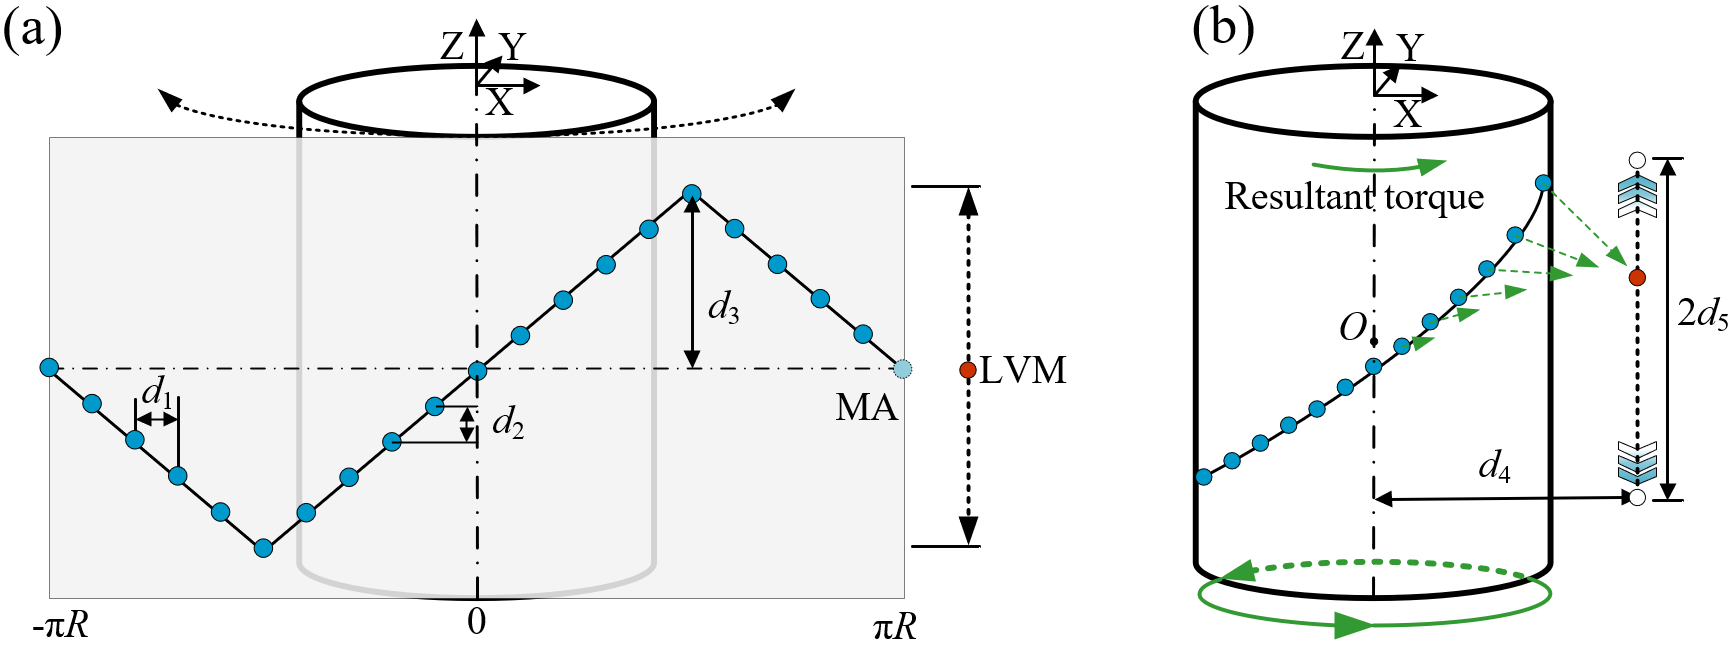 (a)
Z
Y
X
d₁
d₂
d₃
LVM
MA
-πR
0
πR
(b)
Z
Y
X
Resultant torque
O
2d₅
d₄